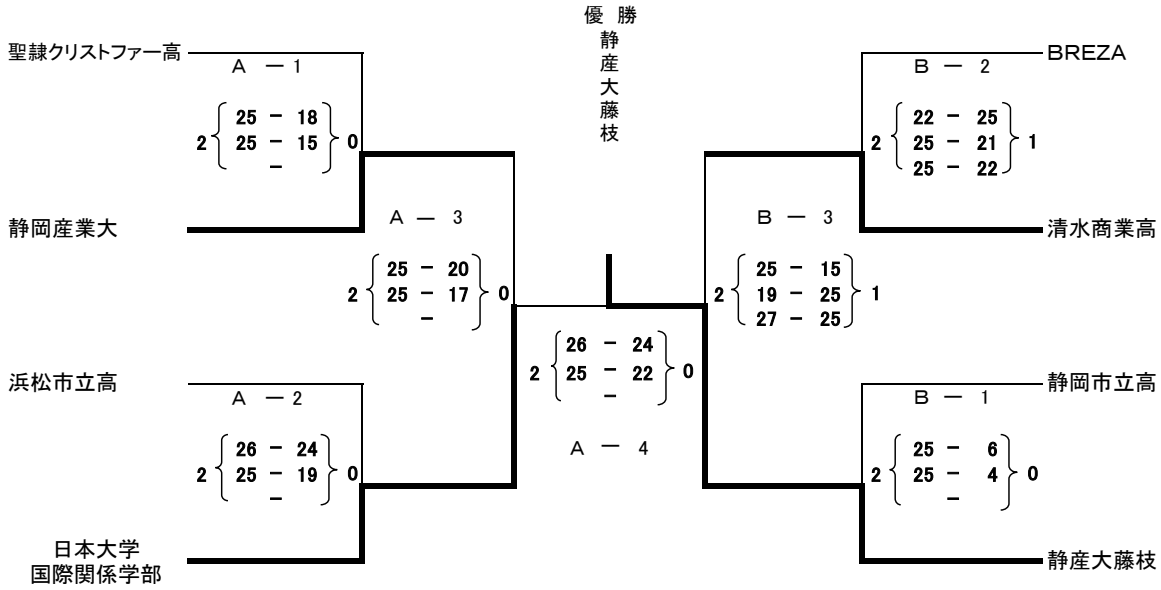 優 勝
静産大藤枝
聖隷クリストファー高
A － 1
25 － 18
2 25 － 15 0
－
静岡産業大
A － 3
25 － 20
2 25 － 17 0
－
浜松市立高
A － 2
26 － 24
2 25 － 19 0
－
日本大学
国際関係学部
26 － 24
2 25 － 22 0
－
A － 4
BREZA
B － 2
22 － 25
2 25 － 21 1
25 － 22
清水商業高
B － 3
25 － 15
2 19 － 25 1
27 － 25
静岡市立高
B － 1
25 － 6
2 25 － 4 0
－
静産大藤枝